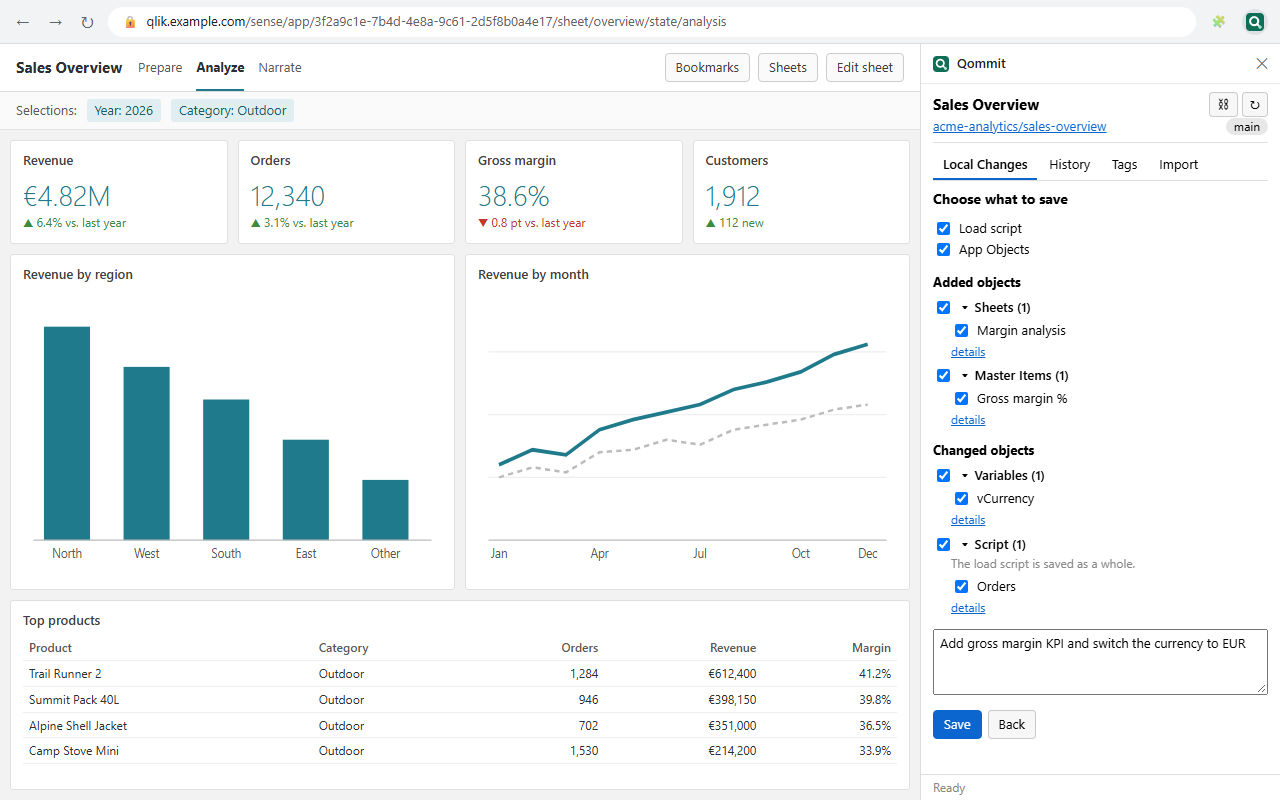 qlik.example.com/sense/app/3f2a9c1e-7b4d-4e8a-9c61-2d5f8b0a4e17/sheet/overview/state/analysis
Sales Overview Prepare Analyze Narrate Bookmarks Sheets Edit sheet
Selections: Year: 2026 Category: Outdoor
Revenue
€4.82M
▲ 6.4% vs. last year
Orders
12,340
▲ 3.1% vs. last year
Gross margin
38.6%
▼ 0.8 pt vs. last year
Customers
1,912
▲ 112 new
Revenue by region
North West South East Other
Revenue by month
Jan Apr Jul Oct Dec
Top products
Product Category Orders Revenue Margin
Trail Runner 2 Outdoor 1,284 €612,400 41.2%
Summit Pack 40L Outdoor 946 €398,150 39.8%
Alpine Shell Jacket Outdoor 702 €351,000 36.5%
Camp Stove Mini Outdoor 1,530 €214,200 33.9%
Qommit
Sales Overview
acme-analytics/sales-overview main
Local Changes History Tags Import
Choose what to save
Load script
App Objects
Added objects
Sheets (1)
Margin analysis
details
Master Items (1)
Gross margin %
details
Changed objects
Variables (1)
vCurrency
details
Script (1)
The load script is saved as a whole.
Orders
details
Add gross margin KPI and switch the currency to EUR
Save Back
Ready